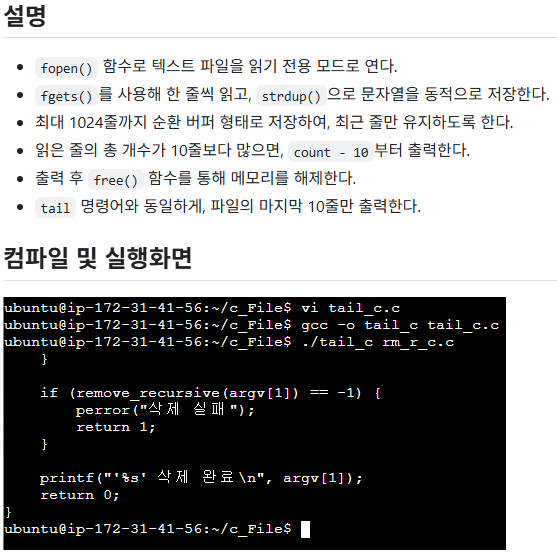 설명
fopen() 함수로 텍스트 파일을 읽기 전용 모드로 연다.
fgets()를 사용해 한 줄씩 읽고, strdup()으로 문자열을 동적으로 저장한다.
최대 1024줄까지 순환 버퍼 형태로 저장하여, 최근 줄만 유지하도록 한다.
읽은 줄의 총 개수가 10줄보다 많으면, count - 10 부터 출력한다.
출력 후 free() 함수를 통해 메모리를 해제한다.
tail 명령어와 동일하게, 파일의 마지막 10줄만 출력한다.
컴파일 및 실행화면
ubuntu@ip-172-31-41-56:~/c_File$ vi tail_c.c
ubuntu@ip-172-31-41-56:~/c_File$ gcc -o tail_c tail_c.c
ubuntu@ip-172-31-41-56:~/c_File$ ./tail_c rm_r_c.c
    }
    if (remove_recursive(argv[1]) == -1) {
        perror("삭제 실패");
        return 1;
    }
    printf("'%s' 삭제 완료\n", argv[1]);
    return 0;
}
ubuntu@ip-172-31-41-56:~/c_File$